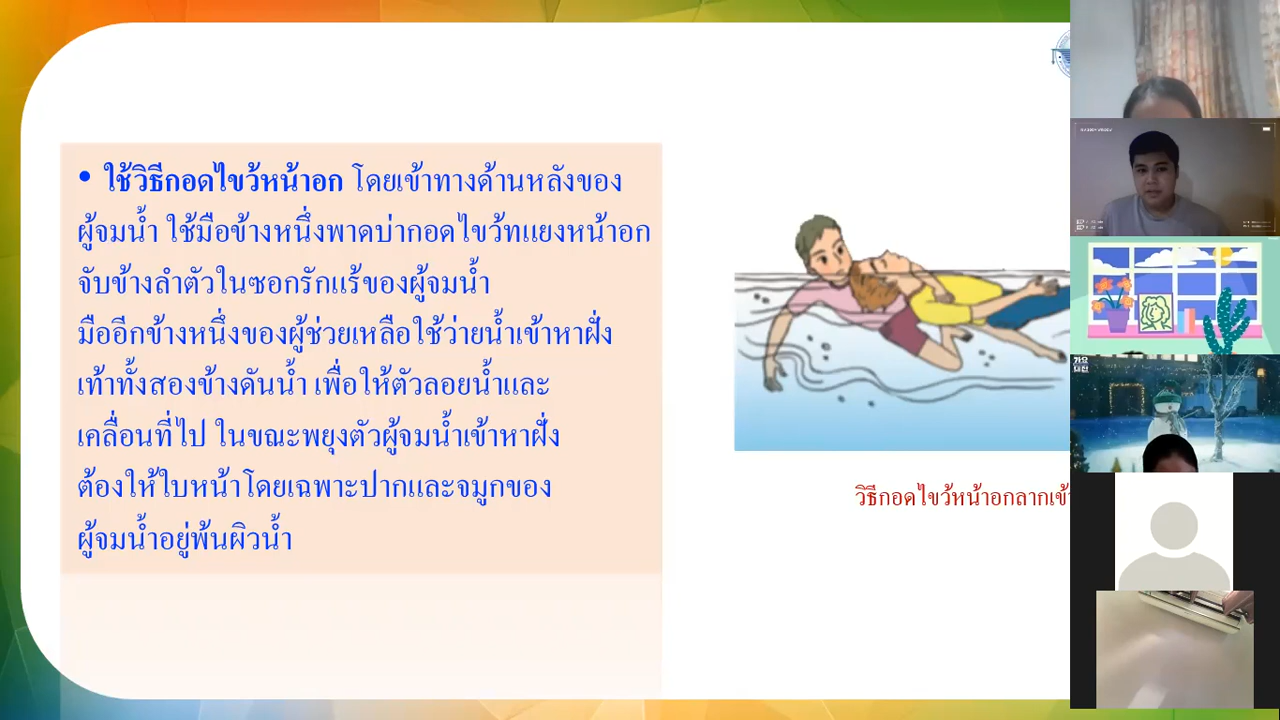 • ใช้วิธีกอดไขว้หน้าอก โดยเข้าทางด้านหลังของ
ผู้จมน้ำ ใช้มือข้างหนึ่งพาดบ่ากอดไขว้ทแยงหน้าอก
จับข้างลำตัวในซอกรักแร้ของผู้จมน้ำ
มืออีกข้างหนึ่งของผู้ช่วยเหลือใช้ว่ายน้ำเข้าหาฝั่ง
เท้าทั้งสองข้างดันน้ำ เพื่อให้ตัวลอยน้ำและ
เคลื่อนที่ไป ในขณะพยุงตัวผู้จมน้ำเข้าหาฝั่ง
ต้องให้ใบหน้าโดยเฉพาะปากและจมูกของ
ผู้จมน้ำอยู่พ้นผิวน้ำ
วิธีกอดไขว้หน้าอกลากเข้า
가요
대전